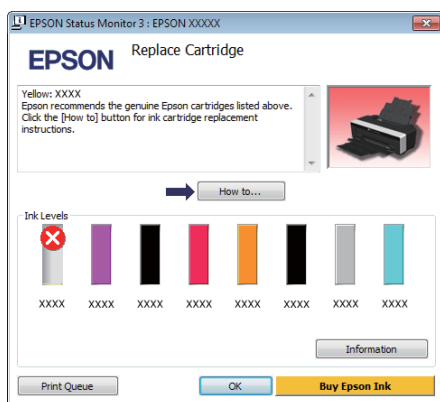 EPSON Status Monitor 3 : EPSON XXXXX
EPSON
Replace Cartridge
Yellow: XXXX
Epson recommends the genuine Epson cartridges listed above.
Click the [How to] button for ink cartridge replacement
instructions.
How to...
Ink Levels
XXXX XXXX XXXX XXXX XXXX XXXX XXXX XXXX
Information
Print Queue OK Buy Epson Ink